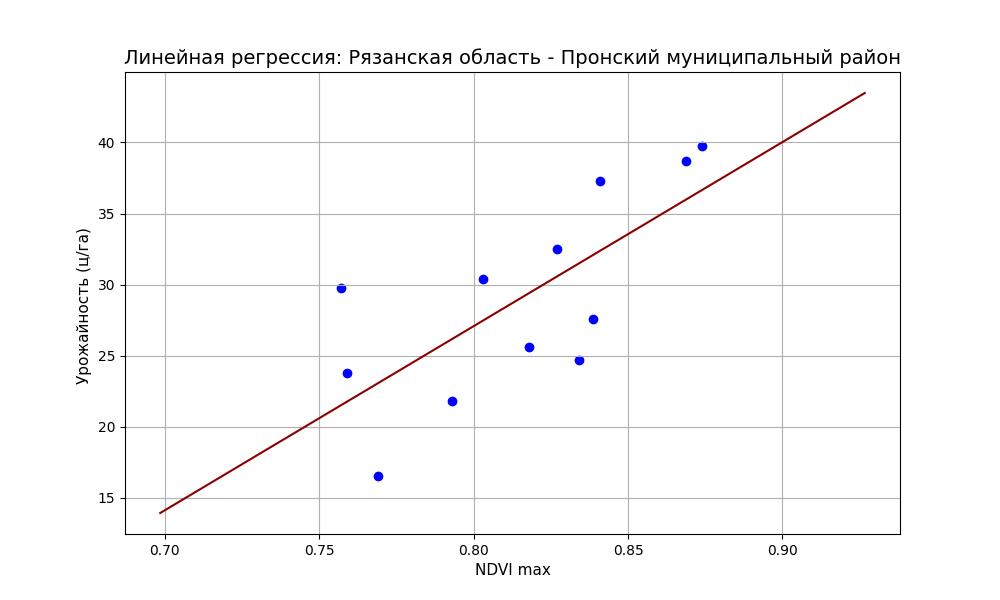 Линейная регрессия: Рязанская область - Пронский муниципальный район
Урожайность (ц/га)
40
35
30
25
20
15
0.70 0.75 0.80 0.85 0.90
NDVI max